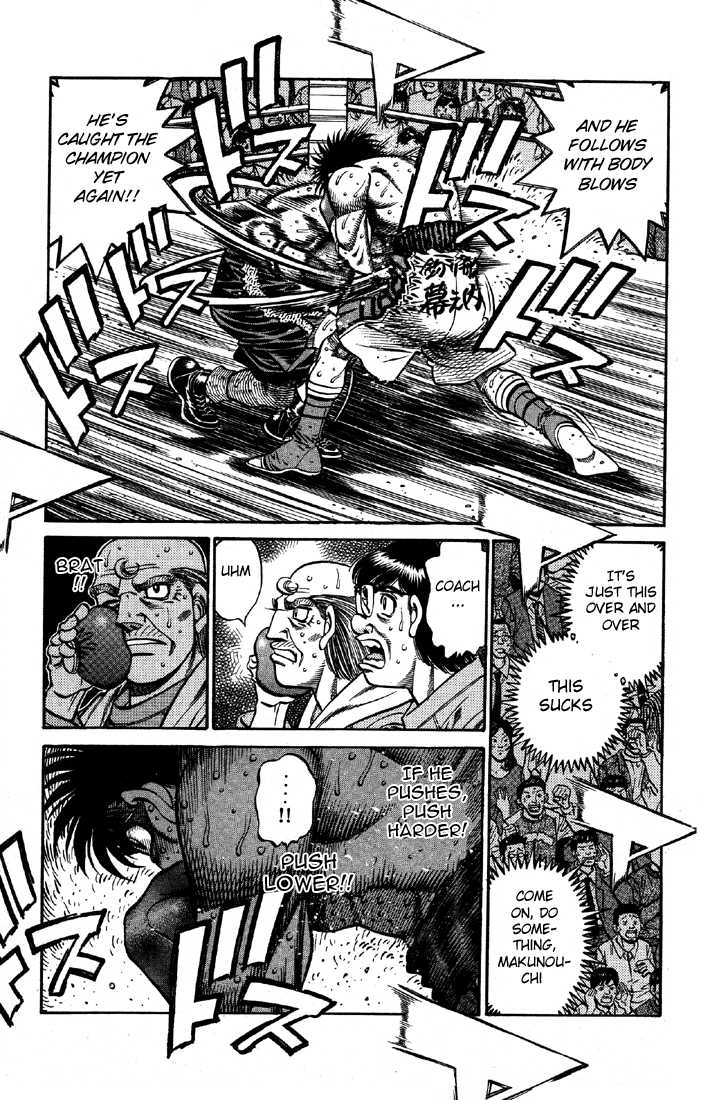 AND HE
FOLLOWS
WITH BODY
BLOWS
HE'S
CAUGHT THE
CHAMPION
YET
AGAIN!!
ドス
ドス
ドス
ドス
ドス
ドス
幕之内
IT'S
JUST THIS
OVER AND
OVER
THIS
SUCKS
COME
ON, DO
SOME-
THING,
MAKUNOU-
CHI
COACH
...
UHM
BRAT
!!
IF HE
PUSHES,
PUSH
HARDER!
...
!!
PUSH
LOWER!!
ドス
ドス